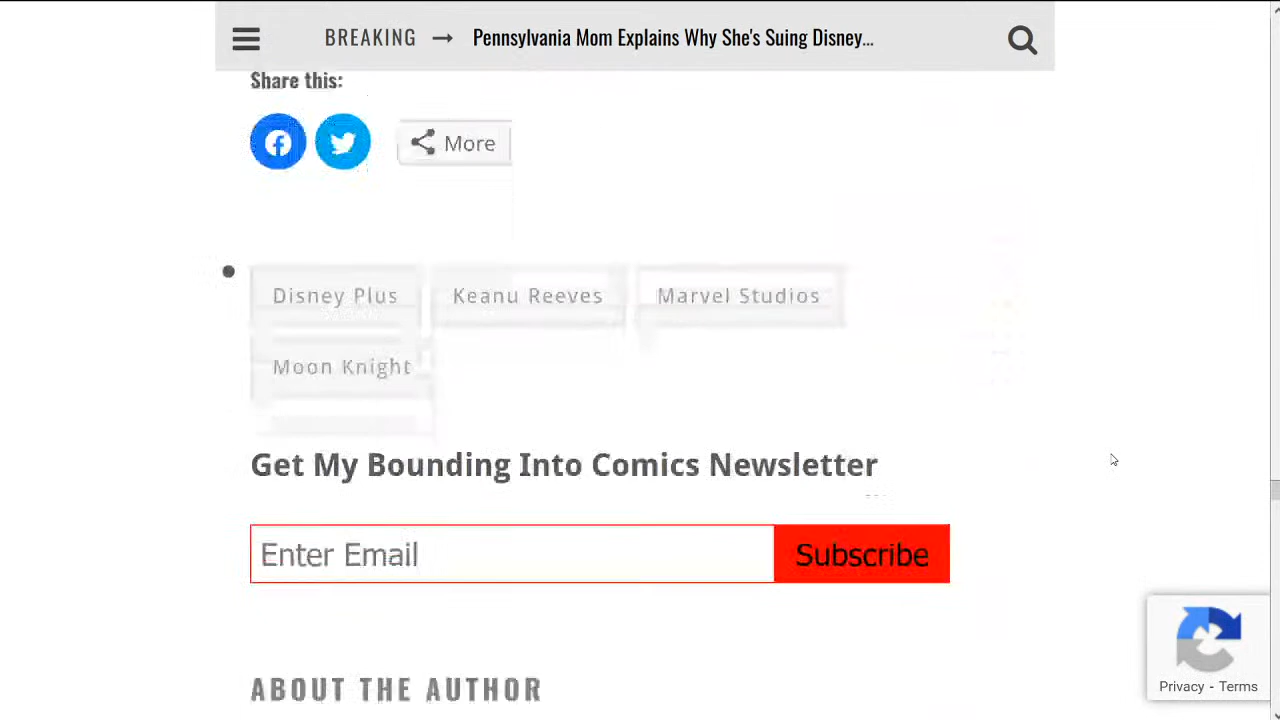 BREAKING → Pennsylvania Mom Explains Why She's Suing Disney...
Share this:
More
Disney Plus Keanu Reeves Marvel Studios
Moon Knight
Get My Bounding Into Comics Newsletter
Enter Email Subscribe
Privacy - Terms
ABOUT THE AUTHOR